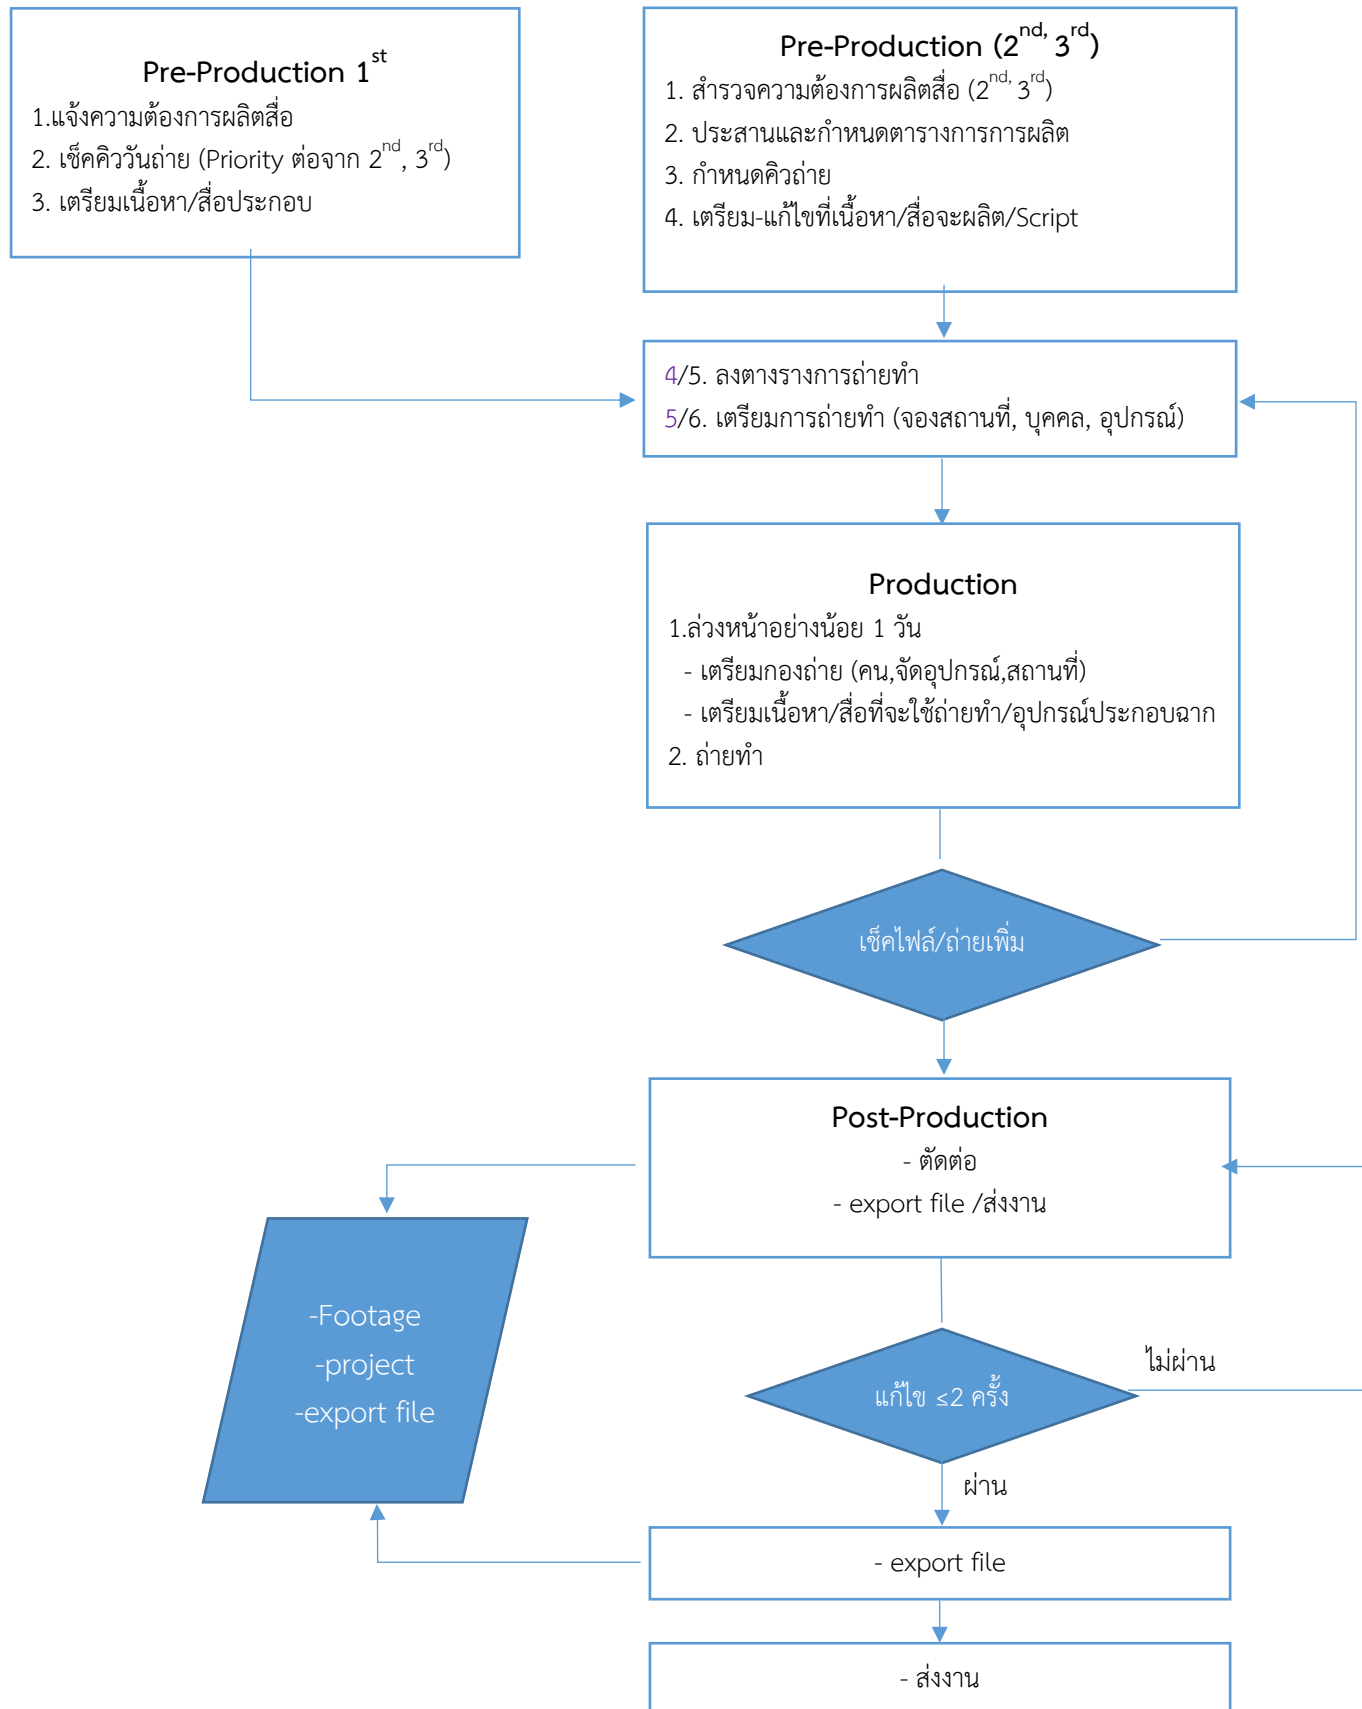 Pre-Production 1st
1.แจ้งความต้องการผลิตสื่อ
2. เช็คคิววันถ่าย (Priority ต่อจาก 2nd, 3rd)
3. เตรียมเนื้อหา/สื่อประกอบ
Pre-Production (2nd, 3rd)
1. สำรวจความต้องการผลิตสื่อ (2nd, 3rd)
2. ประสานและกำหนดตารางการการผลิต
3. กำหนดคิวถ่าย
4. เตรียม-แก้ไขที่เนื้อหา/สื่อจะผลิต/Script
4/5. ลงตางรางการถ่ายทำ
5/6. เตรียมการถ่ายทำ (จองสถานที่, บุคคล, อุปกรณ์)
Production
1.ล่วงหน้าอย่างน้อย 1 วัน
- เตรียมกองถ่าย (คน,จัดอุปกรณ์,สถานที่)
- เตรียมเนื้อหา/สื่อที่จะใช้ถ่ายทำ/อุปกรณ์ประกอบฉาก
2. ถ่ายทำ
เช็คไฟล์/ถ่ายเพิ่ม
Post-Production
- ตัดต่อ
- export file /ส่งงาน
-Footage
-project
-export file
แก้ไข ≤2 ครั้ง
ไม่ผ่าน
ผ่าน
- export file
- ส่งงาน